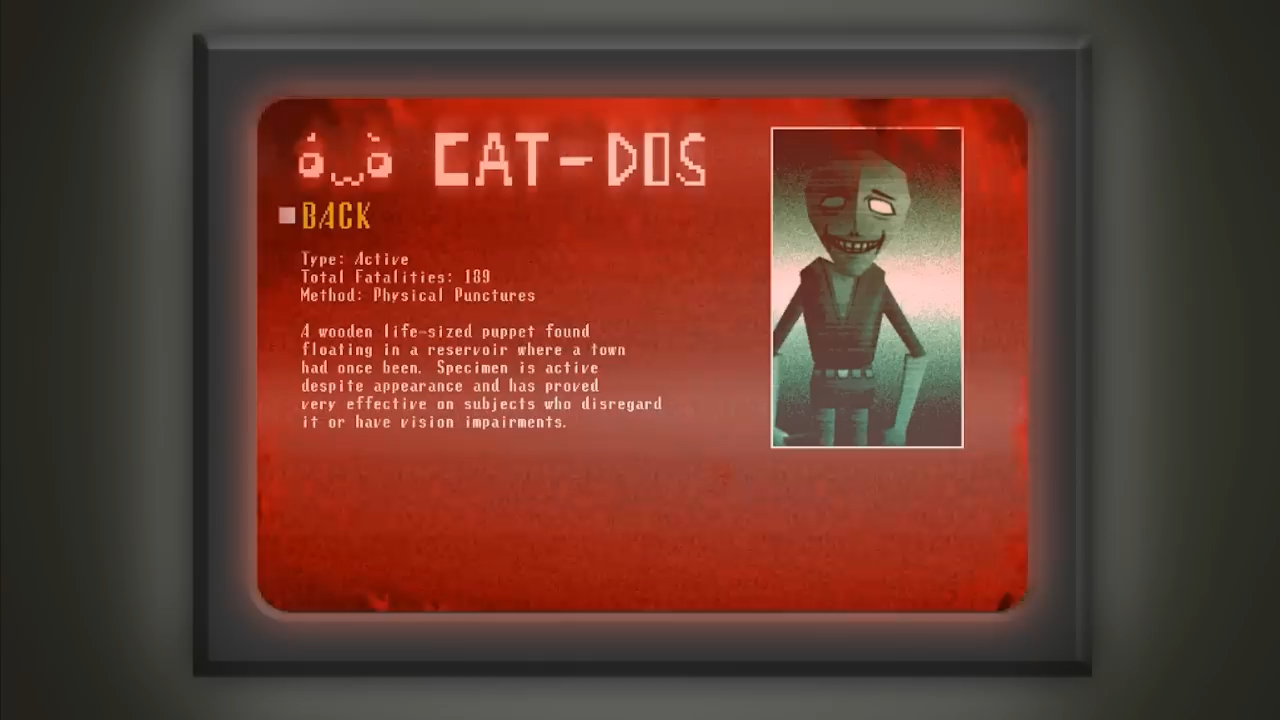 CAT-DOS
BACK
Type: Active
Total Fatalities: 189
Method: Physical Punctures
A wooden life-sized puppet found
floating in a reservoir where a town
had once been. Specimen is active
despite appearance and has proved
very effective on subjects who disregard
it or have vision impairments.